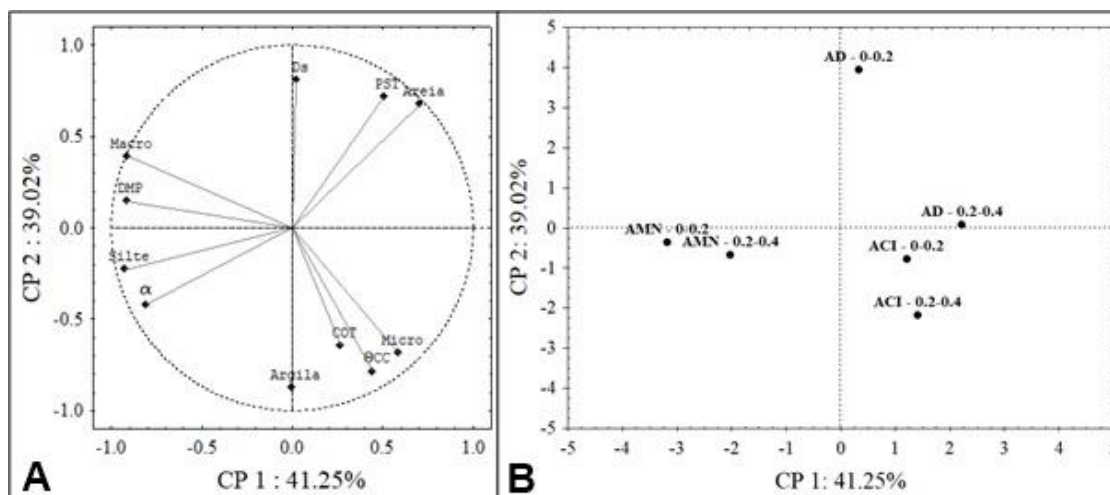 1.0
0.5
0.0
-0.5
-1.0
CP 2 : 39.02%
Ds
PST
Areia
Macro
DMP
Silte
α
COT
Micro
ΘCC
Argila
-1.0 -0.5 0.0 0.5 1.0
A
CP 1 : 41.25%
5
4
3
2
1
0
-1
-2
-3
-4
-5
CP 2: 39.02%
AD - 0-0.2
AD - 0.2-0.4
AMN - 0-0.2
AMN - 0.2-0.4
ACI - 0-0.2
ACI - 0.2-0.4
-5 -4 -3 -2 -1 0 1 2 3 4
B
CP 1: 41.25%